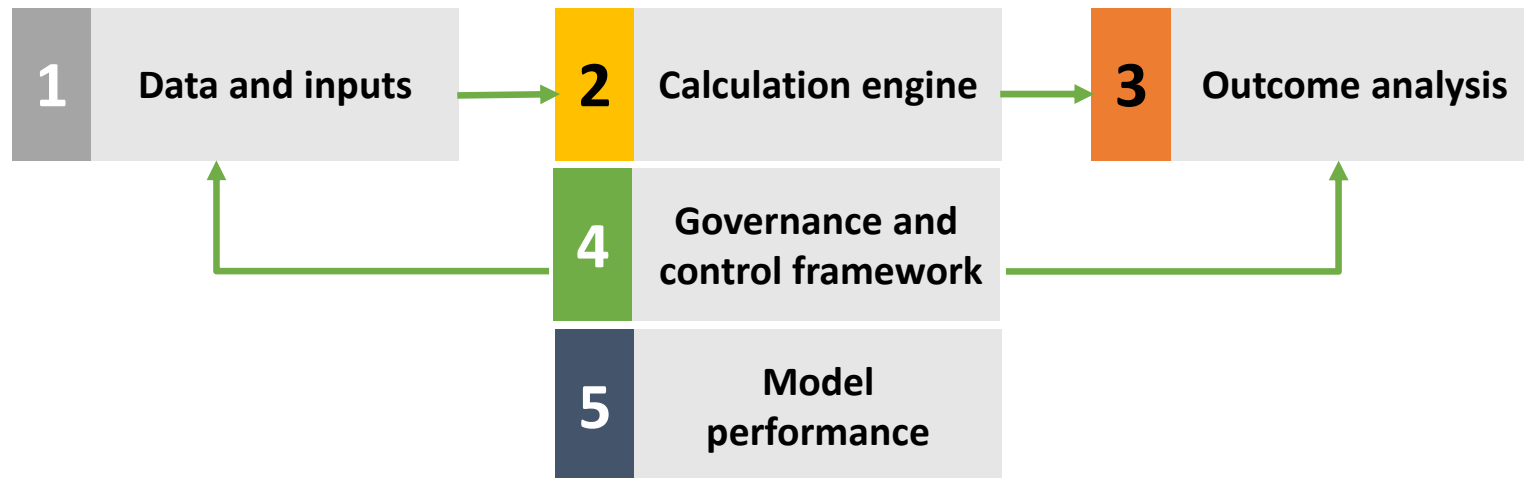 1 Data and inputs
2 Calculation engine
3 Outcome analysis
4 Governance and
control framework
5 Model
performance